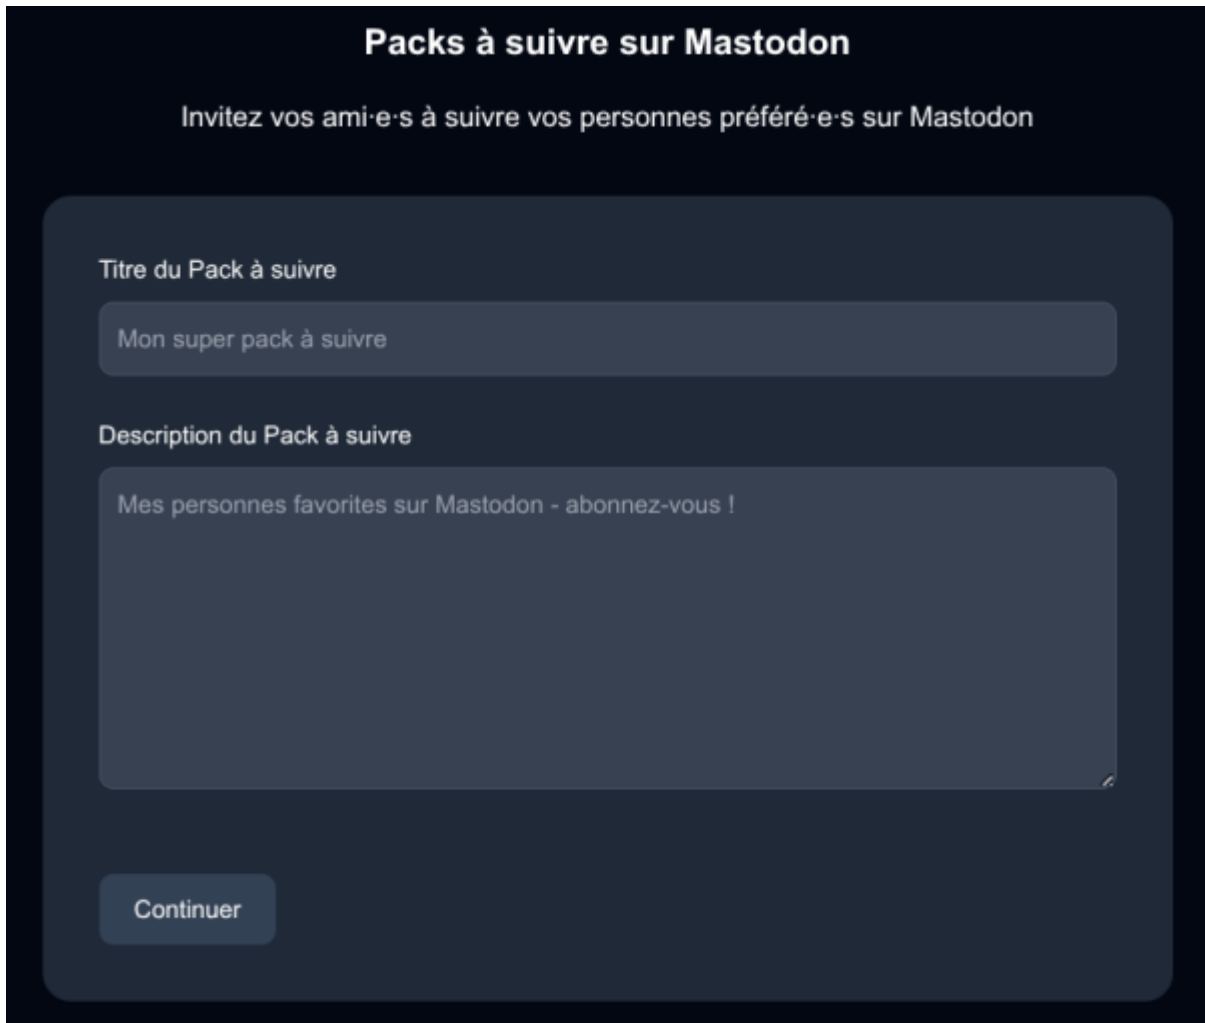 Packs à suivre sur Mastodon
Invitez vos ami·e·s à suivre vos personnes préféré·e·s sur Mastodon
Titre du Pack à suivre
Mon super pack à suivre
Description du Pack à suivre
Mes personnes favorites sur Mastodon - abonnez-vous !
Continuer